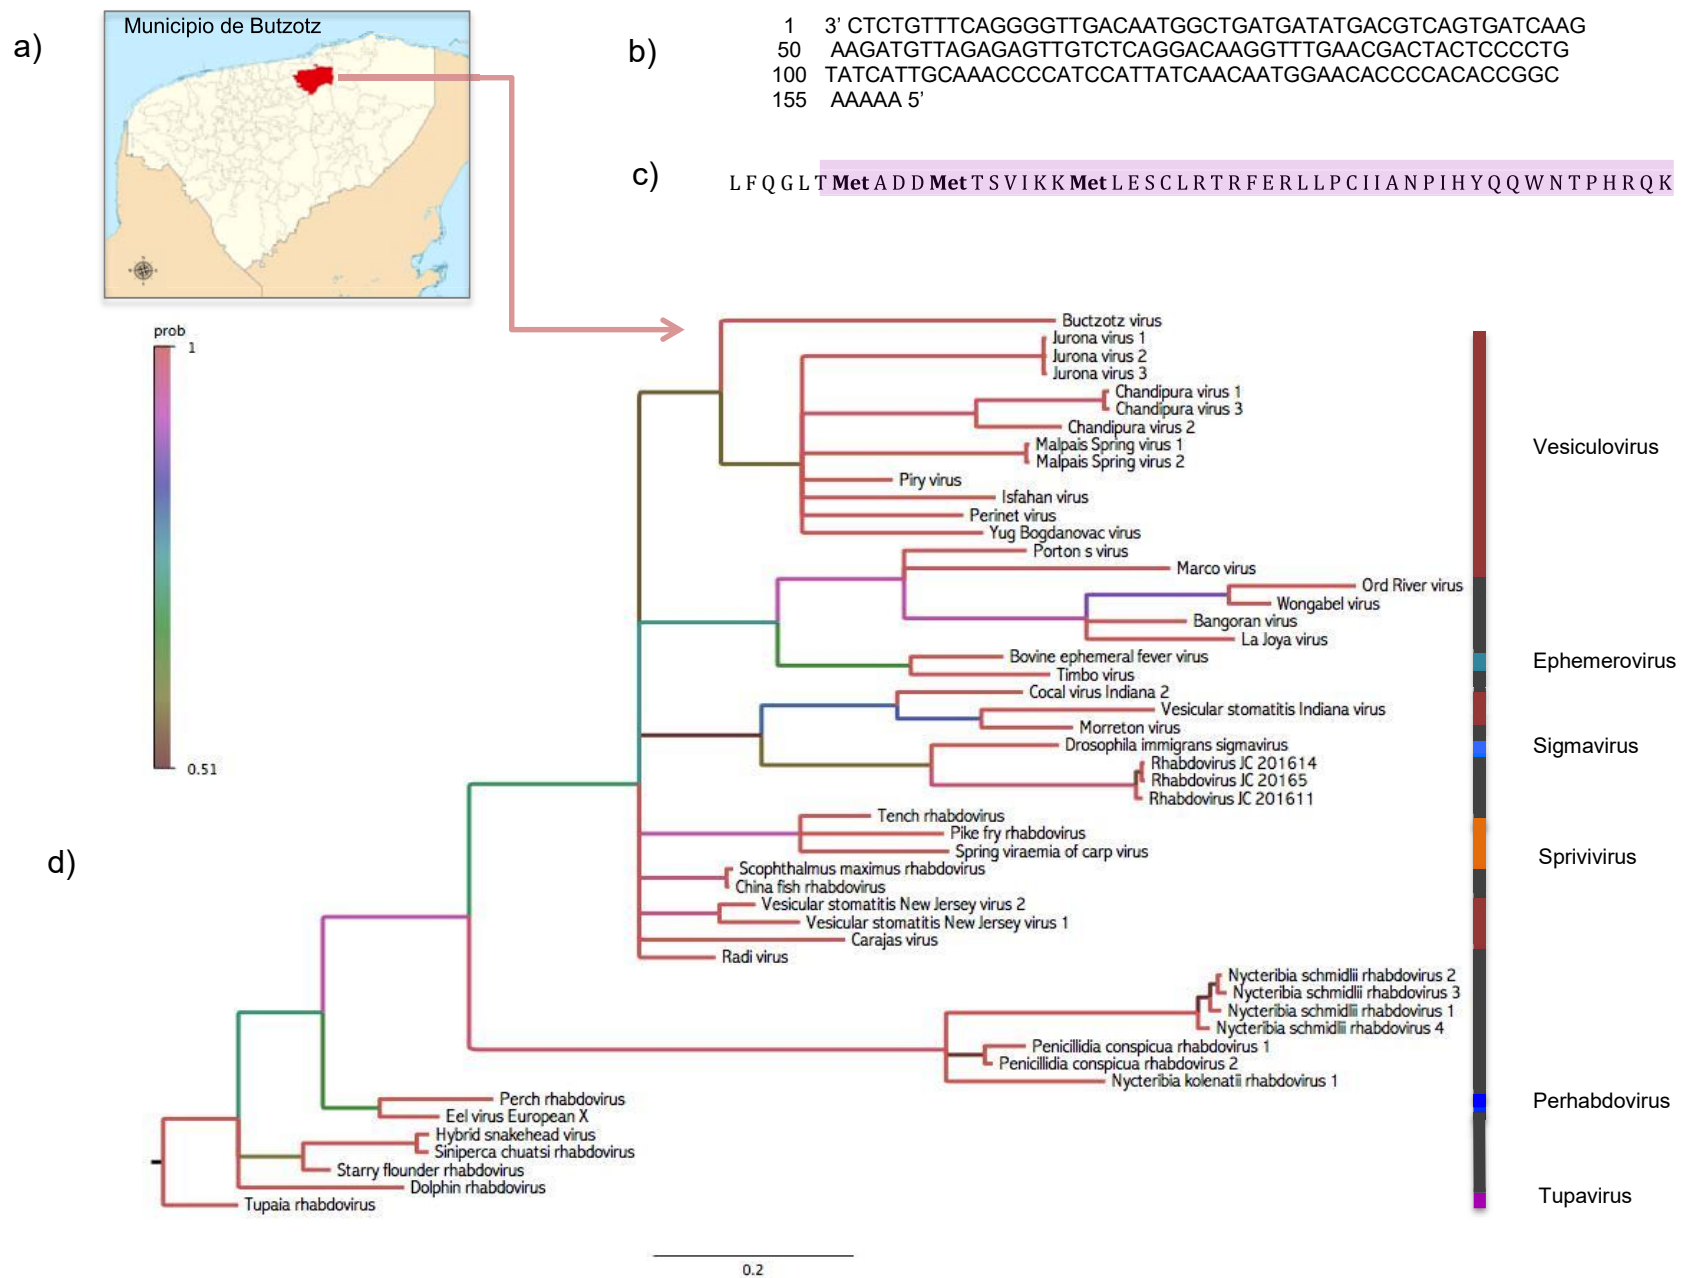 a)
Municipio de Butzotz
b)
1 3’ CTCTGTTTCAGGGGTTGACAATGGCTGATGATATGACGTCAGTGATCAAG
50 AAGATGTTAGAGAGTTGTCTCAGGACAAGGTTTGAACGACTACTCCCCTG
100 TATCATTGCAAACCCCATCCATTATCAACAATGGAACACCCCACACCGGC
155 AAAAA 5’
c)
L F Q G L T Met A D D Met T S V I K K Met L E S C L R T R F E R L L P C I I A N P I H Y Q Q W N T P H R Q K
prob
1
0.51
d)
Buctzotz virus
Jurona virus 1
Jurona virus 2
Jurona virus 3
Chandipura virus 1
Chandipura virus 3
Chandipura virus 2
Malpais Spring virus 1
Malpais Spring virus 2
Piry virus
Isfahan virus
Perinet virus
Yug Bogdanovac virus
Porton s virus
Marco virus
Ord River virus
Wongabel virus
Bangoran virus
La Joya virus
Bovine ephemeral fever virus
Timbo virus
Cocal virus Indiana 2
Vesicular stomatitis Indiana virus
Morreton virus
Drosophila immigrans sigmavirus
Rhabdovirus JC 201614
Rhabdovirus JC 20165
Rhabdovirus JC 201611
Tench rhabdovirus
Pike fry rhabdovirus
Spring viraemia of carp virus
Scophthalmus maximus rhabdovirus
China fish rhabdovirus
Vesicular stomatitis New Jersey virus 2
Vesicular stomatitis New Jersey virus 1
Carajas virus
Radi virus
Nycteribia schmidlii rhabdovirus 2
Nycteribia schmidlii rhabdovirus 3
Nycteribia schmidlii rhabdovirus 1
Nycteribia schmidlii rhabdovirus 4
Penicillidia conspicua rhabdovirus 1
Penicillidia conspicua rhabdovirus 2
Nycteribia kolenatii rhabdovirus 1
Perch rhabdovirus
Eel virus European X
Hybrid snakehead virus
Siniperca chuatsi rhabdovirus
Starry flounder rhabdovirus
Dolphin rhabdovirus
Tupaia rhabdovirus
Vesiculovirus
Ephemerovirus
Sigmavirus
Sprivivirus
Perhabdovirus
Tupavirus
0.2